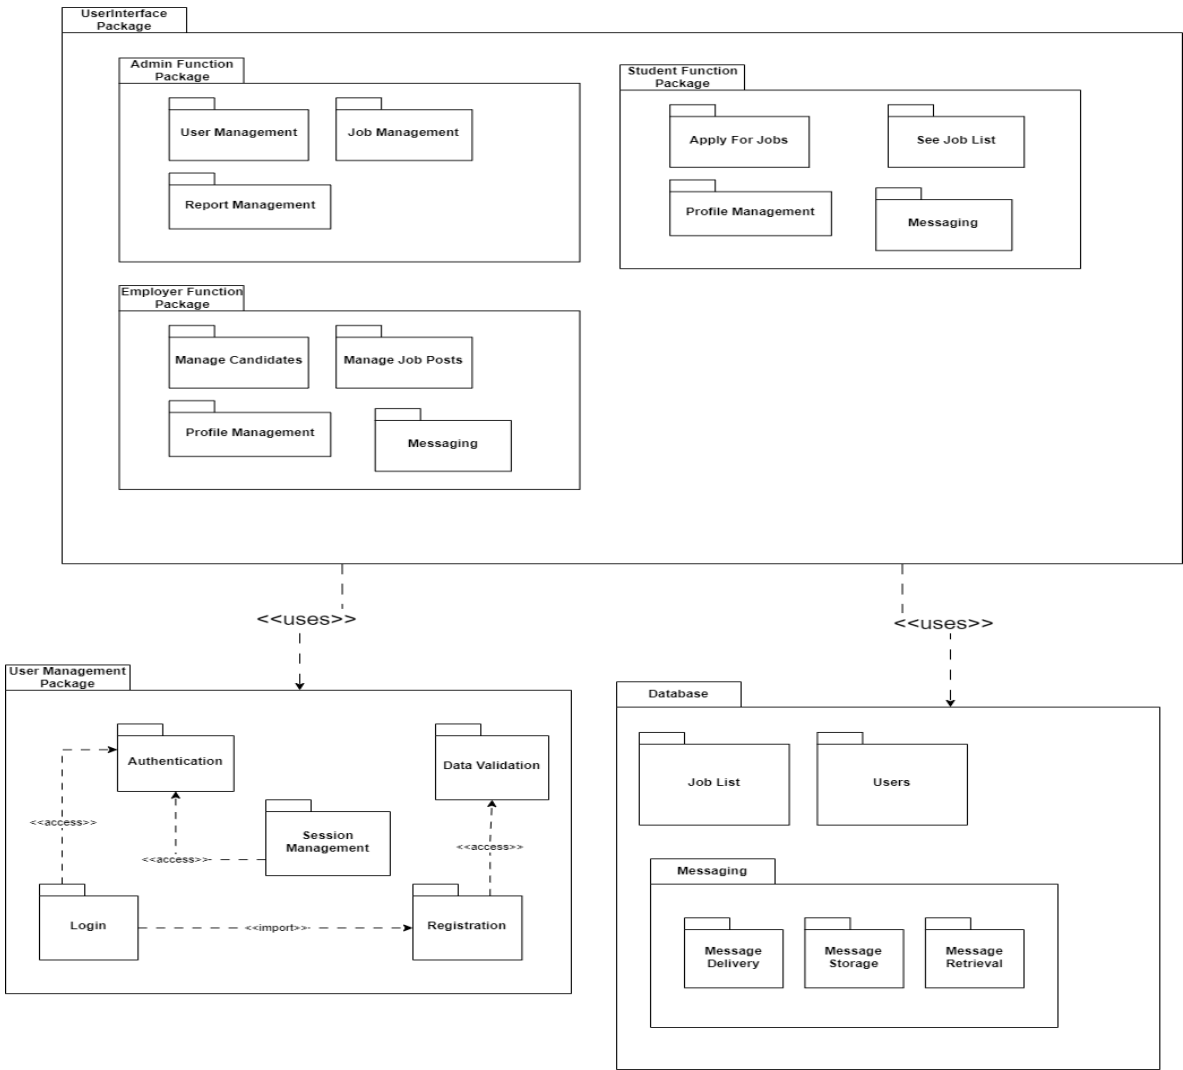 UserInterface
Package
Admin Function
Package
User Management
Job Management
Report Management
Student Function
Package
Apply For Jobs
See Job List
Profile Management
Messaging
Employer Function
Package
Manage Candidates
Manage Job Posts
Profile Management
Messaging
<<uses>>
<<uses>>
User Management
Package
Authentication
Data Validation
<<access>>
Session
Management
<<access>>
<<access>>
Login
<<import>>
Registration
Database
Job List
Users
Messaging
Message
Delivery
Message
Storage
Message
Retrieval